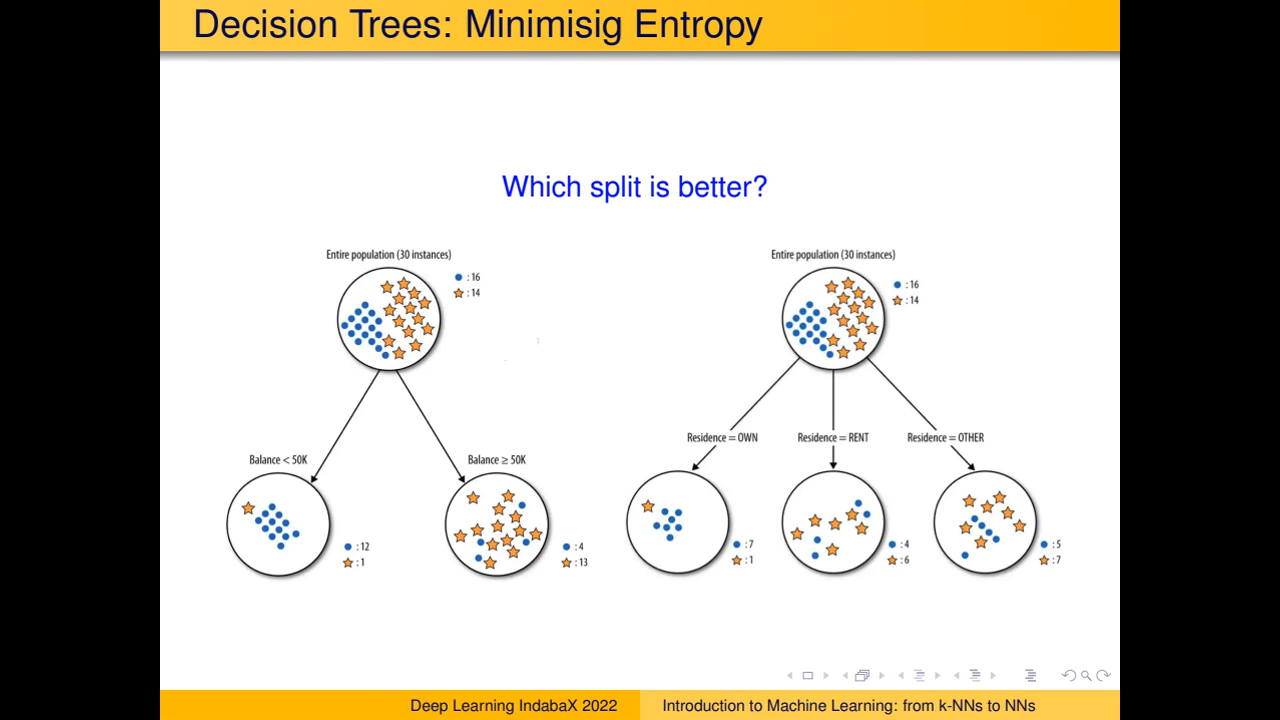 Decision Trees: Minimisig Entropy
Which split is better?
Entire population (30 instances)
: 16
: 14
Balance < 50K
Balance ≥ 50K
: 12
: 1
: 4
: 13
Entire population (30 instances)
: 16
: 14
Residence = OWN
Residence = RENT
Residence = OTHER
: 7
: 1
: 4
: 6
: 5
: 7
Deep Learning IndabaX 2022
Introduction to Machine Learning: from k-NNs to NNs